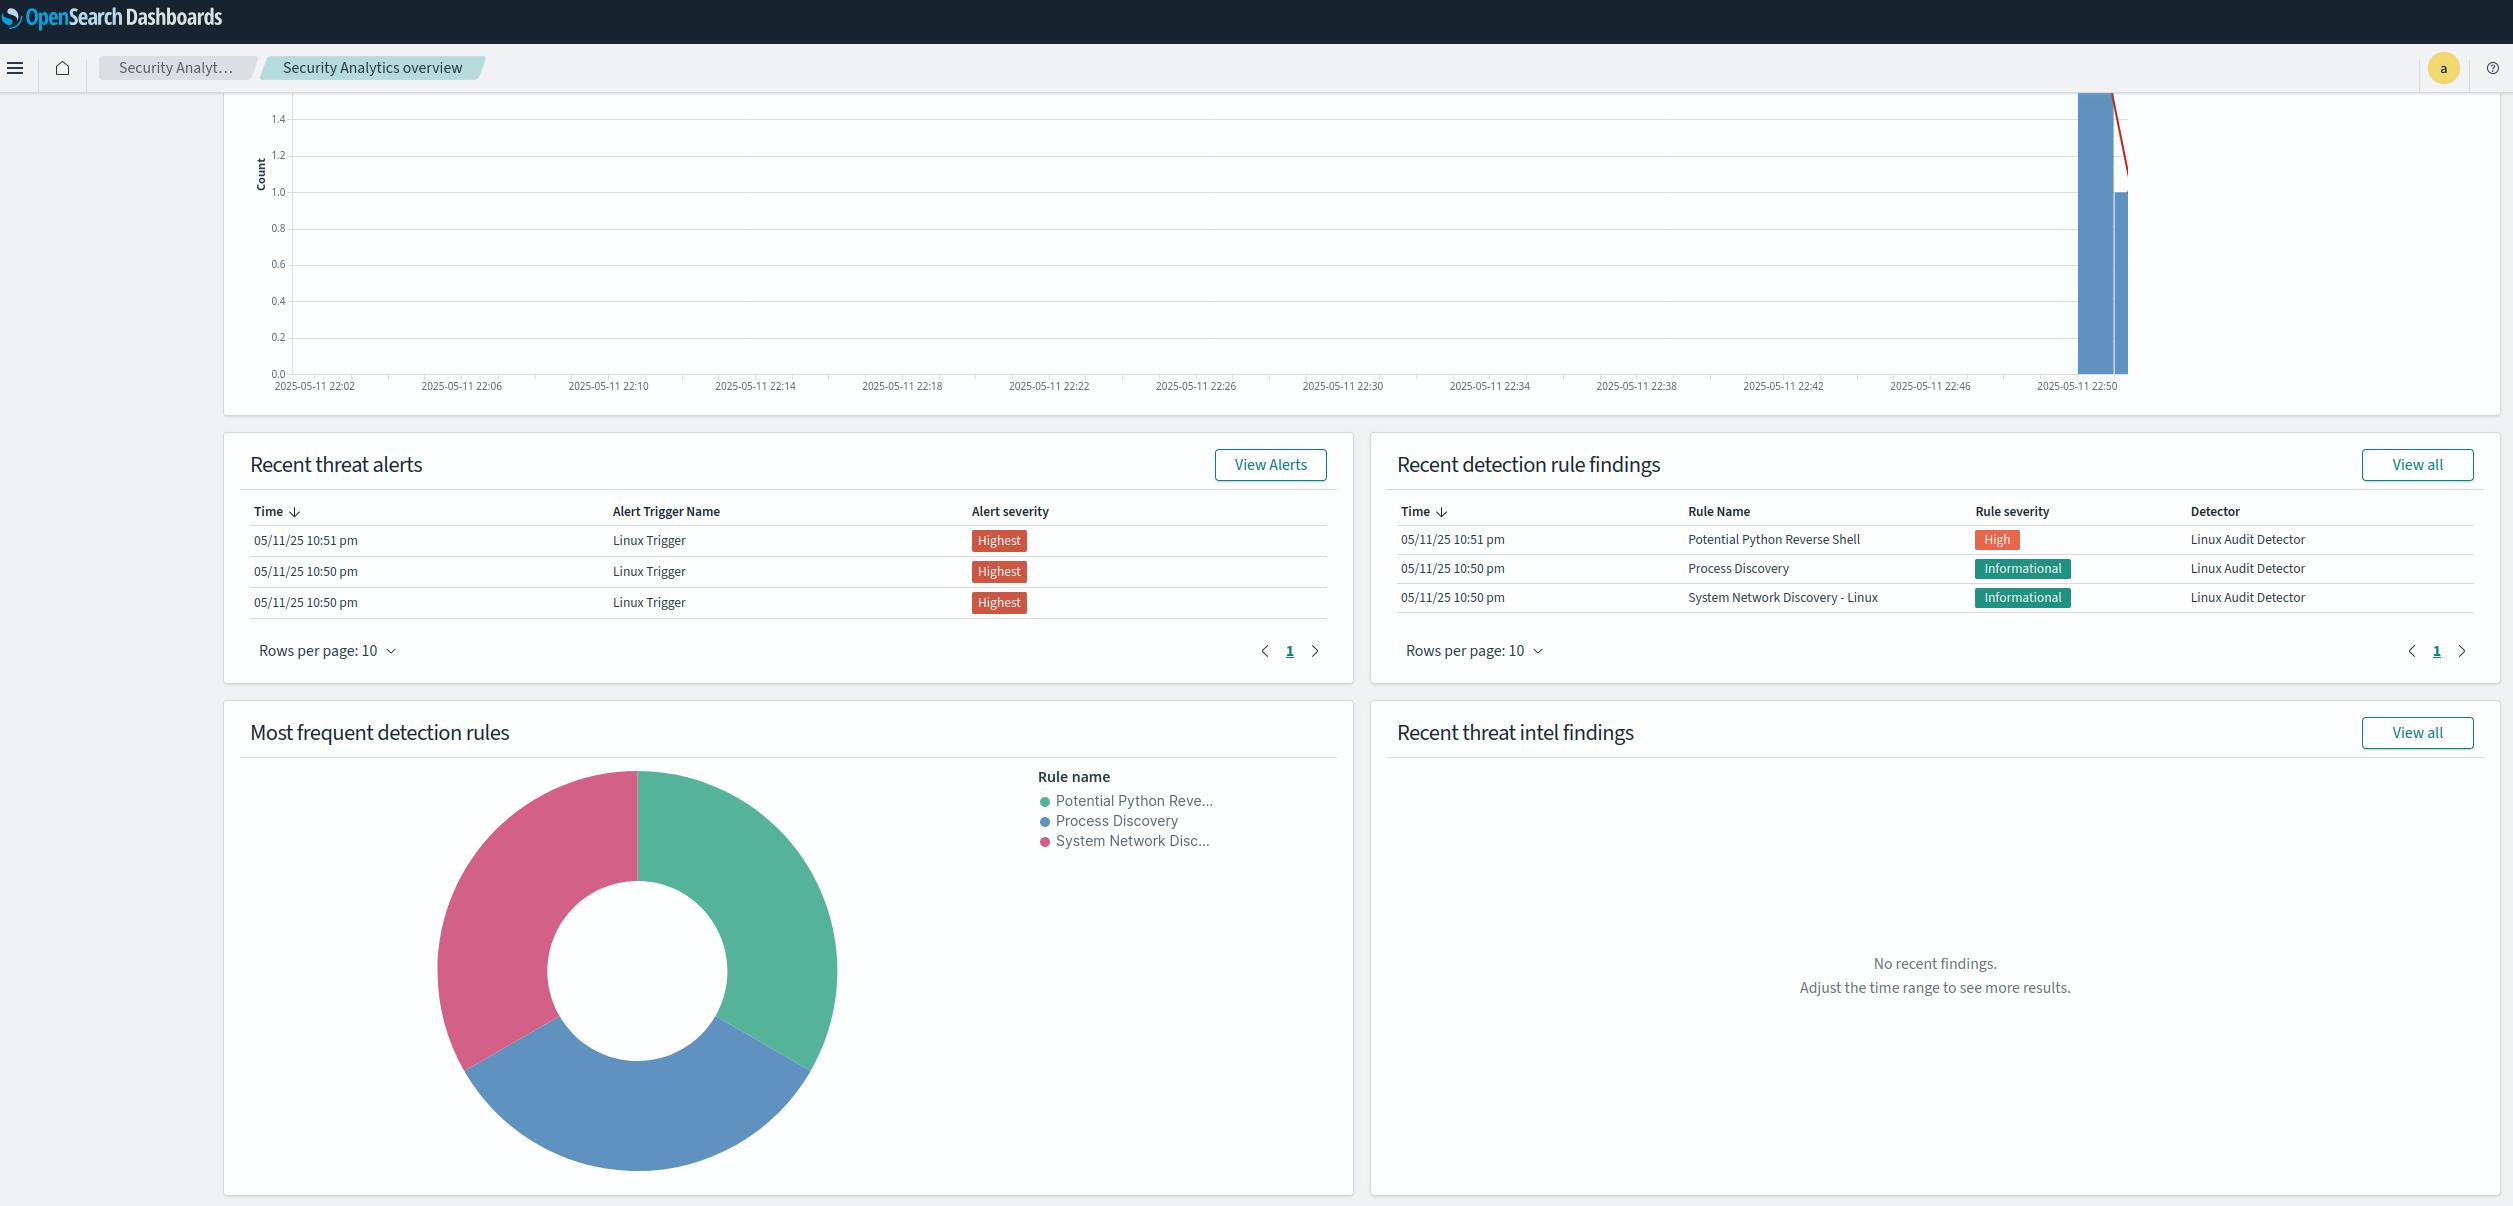 OpenSearch Dashboards
Security Analyt...
Security Analytics overview
a
Count
1.4
1.2
1.0
0.8
0.6
0.4
0.2
0.0
2025-05-11 22:02 2025-05-11 22:06 2025-05-11 22:10 2025-05-11 22:14 2025-05-11 22:18 2025-05-11 22:22 2025-05-11 22:26 2025-05-11 22:30 2025-05-11 22:34 2025-05-11 22:38 2025-05-11 22:42 2025-05-11 22:46 2025-05-11 22:50
Recent threat alerts
View Alerts
Time Alert Trigger Name Alert severity
05/11/25 10:51 pm Linux Trigger Highest
05/11/25 10:50 pm Linux Trigger Highest
05/11/25 10:50 pm Linux Trigger Highest
Rows per page: 10
1
Recent detection rule findings
View all
Time Rule Name Rule severity Detector
05/11/25 10:51 pm Potential Python Reverse Shell High Linux Audit Detector
05/11/25 10:50 pm Process Discovery Informational Linux Audit Detector
05/11/25 10:50 pm System Network Discovery - Linux Informational Linux Audit Detector
Rows per page: 10
1
Most frequent detection rules
Rule name
Potential Python Reve...
Process Discovery
System Network Disc...
Recent threat intel findings
View all
No recent findings.
Adjust the time range to see more results.